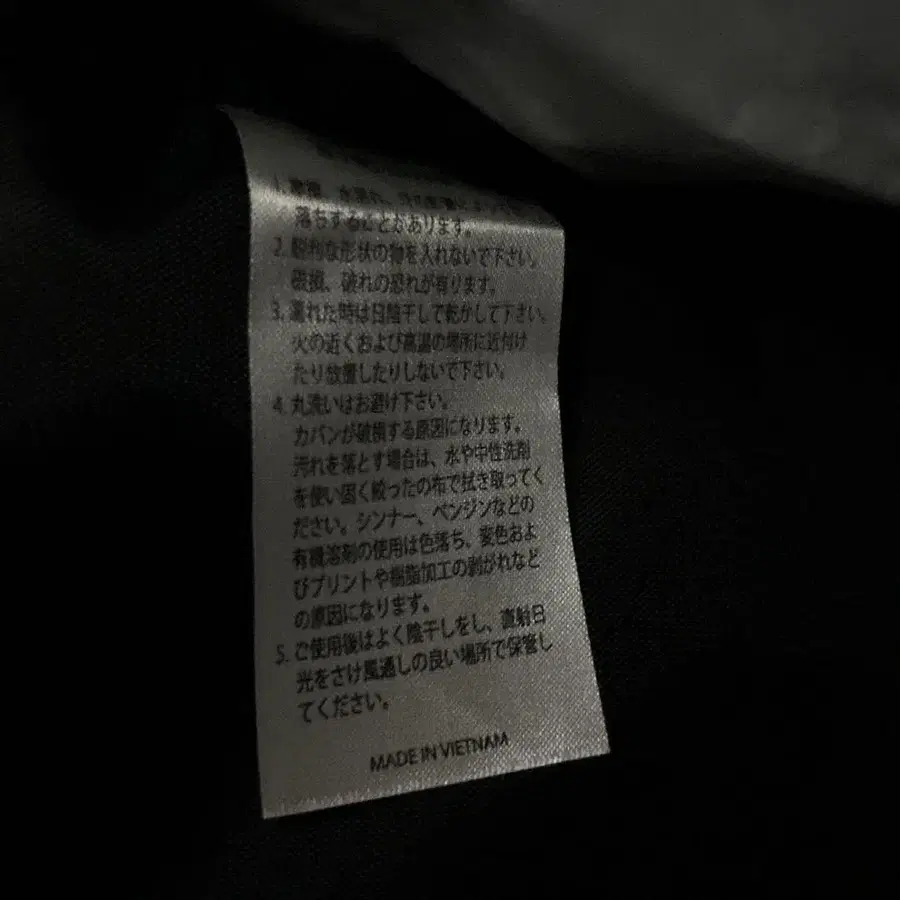 1. 摩擦、水濡れ、
落ちすることがあります。
2. 鋭利な形状の物を入れないで下さい。
破損、破れの恐れが有ります。
3. 濡れた時は日陰干しで乾かして下さい。
火の近くおよび高温の場所に近付け
たり放置したりしないで下さい。
4. 丸洗いはお避け下さい。
カバンが破損する原因になります。
汚れを落とす場合は、水や中性洗剤
を使い固く絞ったの布で拭き取ってく
ださい。シンナー、ベンジンなどの
有機溶剤の使用は色落ち、変色およ
びプリントや樹脂加工の剥がれなど
の原因になります。
5. ご使用後はよく陰干しをし、直射日
光をさけ風通しの良い場所で保管し
てください。
MADE IN VIETNAM